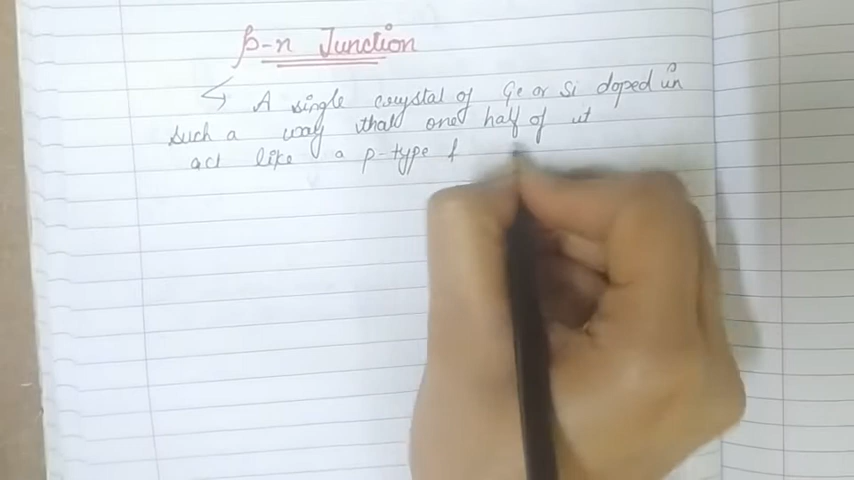 p-n Junction
↳ A single crystal of Ge or Si doped in
such a way that one half of it
act like a p-type &